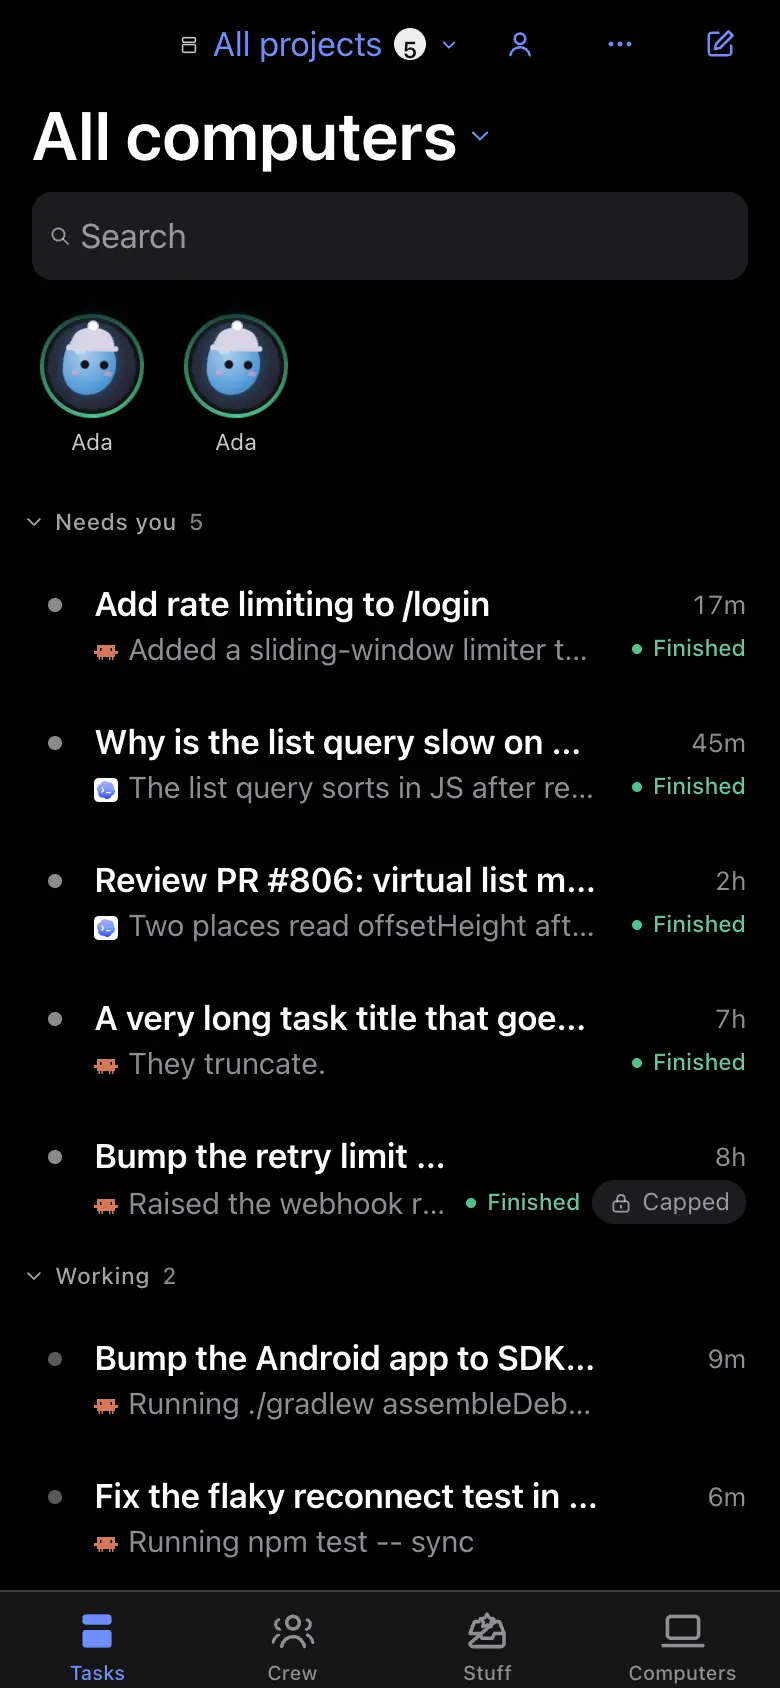 All projects 5
All computers
Search
Ada Ada
Needs you 5
Add rate limiting to /login 17m
Added a sliding-window limiter t... Finished
Why is the list query slow on ... 45m
The list query sorts in JS after re... Finished
Review PR #806: virtual list m... 2h
Two places read offsetHeight aft... Finished
A very long task title that goe... 7h
They truncate. Finished
Bump the retry limit ... 8h
Raised the webhook r... Finished Capped
Working 2
Bump the Android app to SDK... 9m
Running ./gradlew assembleDeb...
Fix the flaky reconnect test in ... 6m
Running npm test -- sync
Tasks Crew Stuff Computers